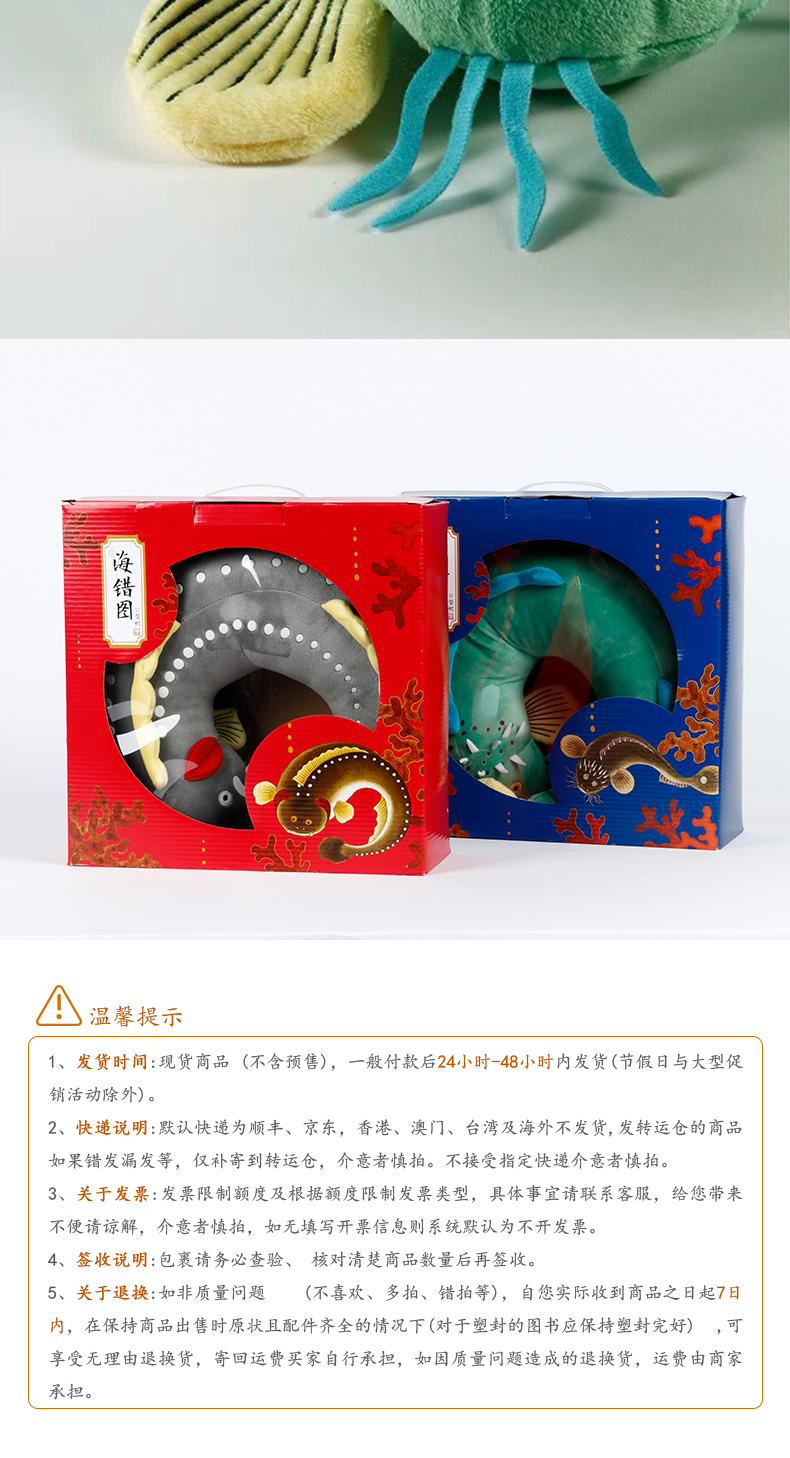 海错图
温馨提示
1、发货时间:现货商品 (不含预售), 一般付款后24小时-48小时内发货(节假日与大型促
销活动除外)。
2、快递说明:默认快递为顺丰、京东, 香港、澳门、台湾及海外不发货,发转运仓的商品
如果错发漏发等, 仅补寄到转运仓, 介意者慎拍。不接受指定快递介意者慎拍。
3、关于发票:发票限制额度及根据额度限制发票类型, 具体事宜请联系客服, 给您带来
不便请谅解, 介意者慎拍, 如无填写开票信息则系统默认为不开发票。
4、签收说明:包裹请务必查验、 核对清楚商品数量后再签收。
5、关于退换:如非质量问题 (不喜欢、多拍、错拍等), 自您实际收到商品之日起7日
内, 在保持商品出售时原状且配件齐全的情况下(对于塑封的图书应保持塑封完好) ,可
享受无理由退换货, 寄回运费买家自行承担, 如因质量问题造成的退换货, 运费由商家
承担。